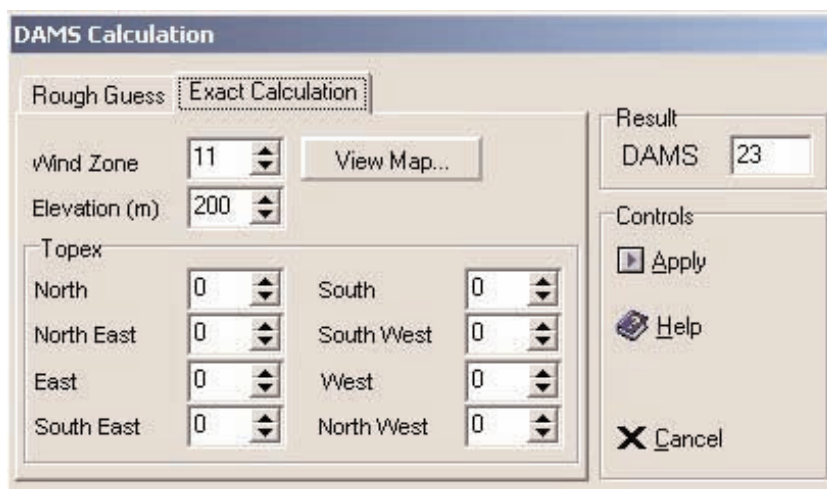 DAMS Calculation
Rough Guess Exact Calculation
Wind Zone 11 View Map...
Elevation (m) 200
Topex
North 0 South 0
North East 0 South West 0
East 0 West 0
South East 0 North West 0
Result
DAMS 23
Controls
Apply
Help
Cancel